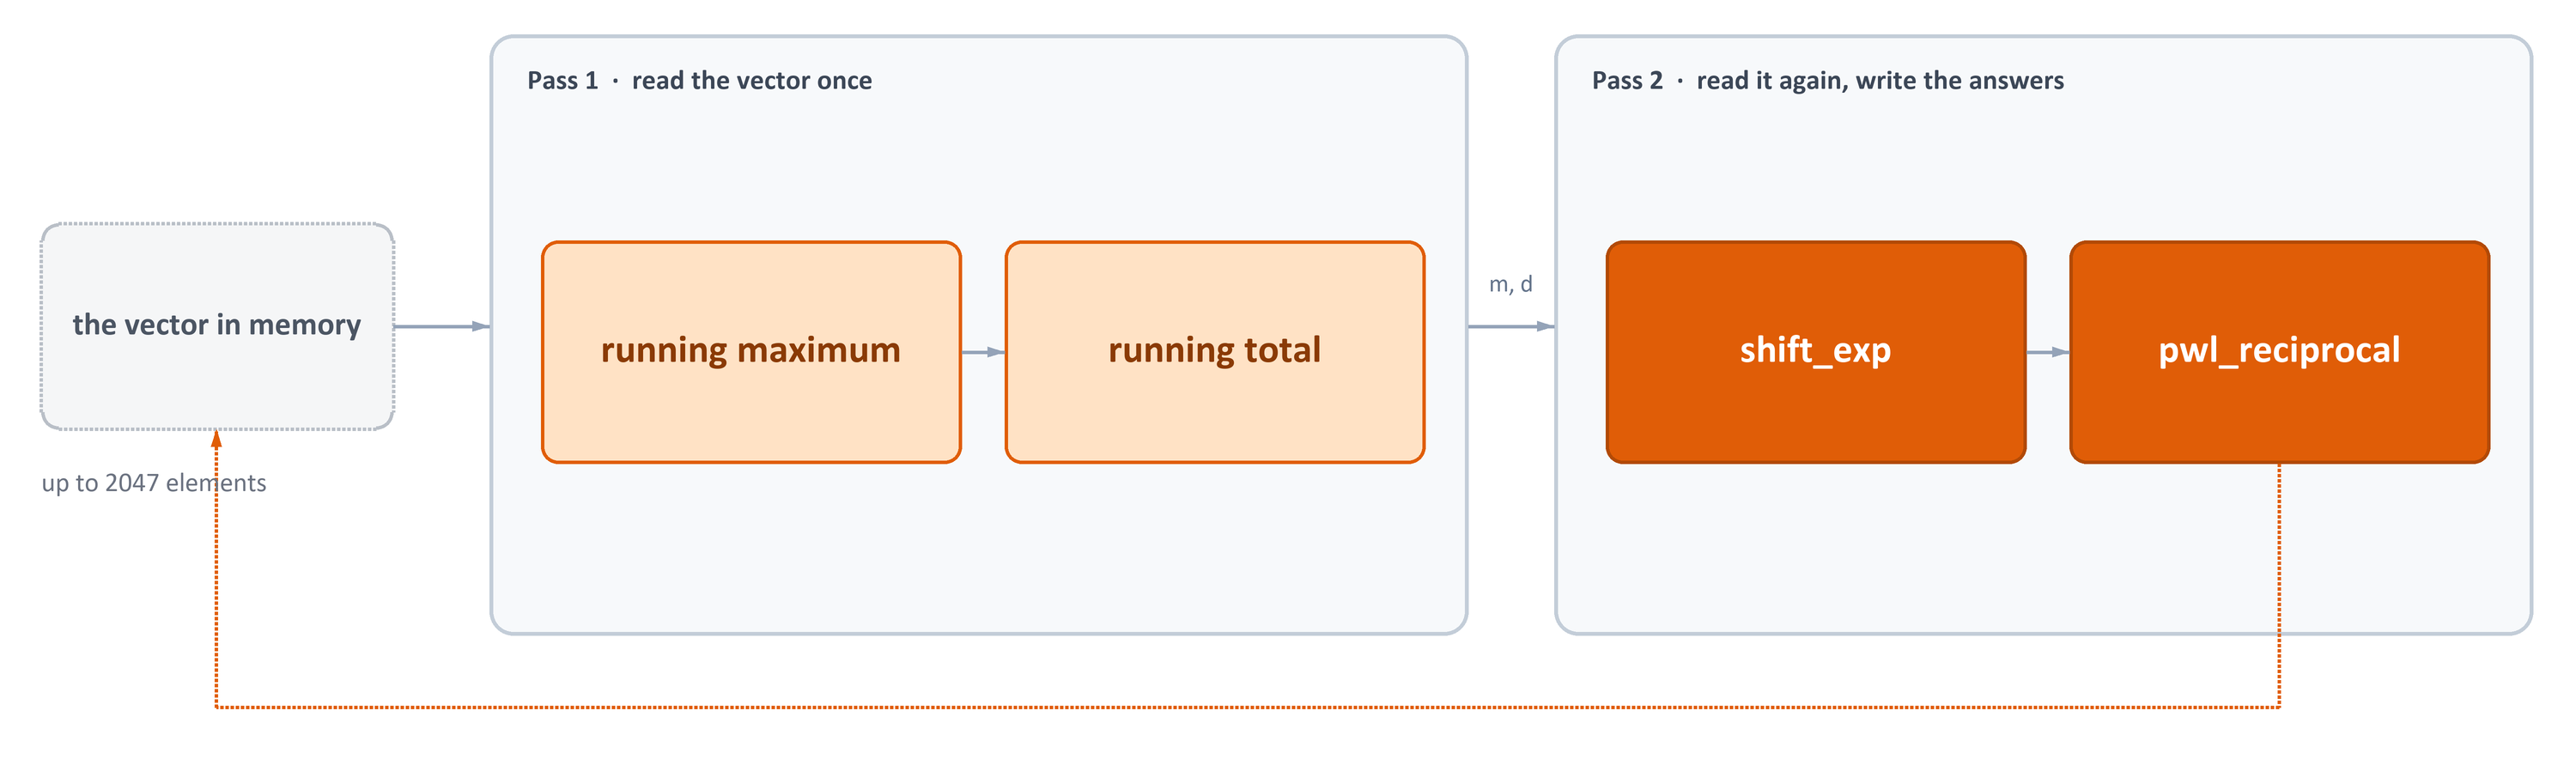 Pass 1 · read the vector once
Pass 2 · read it again, write the answers
the vector in memory
up to 2047 elements
running maximum
running total
m, d
shift_exp
pwl_reciprocal